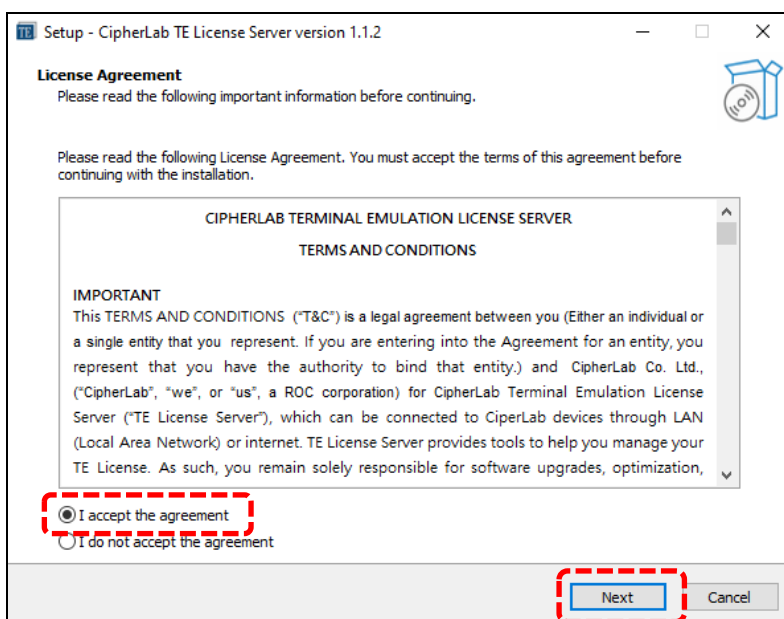 TE Setup - CipherLab TE License Server version 1.1.2
License Agreement
Please read the following important information before continuing.
Please read the following License Agreement. You must accept the terms of this agreement before
continuing with the installation.
CIPHERLAB TERMINAL EMULATION LICENSE SERVER
TERMS AND CONDITIONS
IMPORTANT
This TERMS AND CONDITIONS ("T&C") is a legal agreement between you (Either an individual or
a single entity that you represent. If you are entering into the Agreement for an entity, you
represent that you have the authority to bind that entity.) and CipherLab Co. Ltd.,
("CipherLab", "we", or "us", a ROC corporation) for CipherLab Terminal Emulation License
Server ("TE License Server"), which can be connected to CiperLab devices through LAN
(Local Area Network) or internet. TE License Server provides tools to help you manage your
TE License. As such, you remain solely responsible for software upgrades, optimization,
I accept the agreement
I do not accept the agreement
Next Cancel